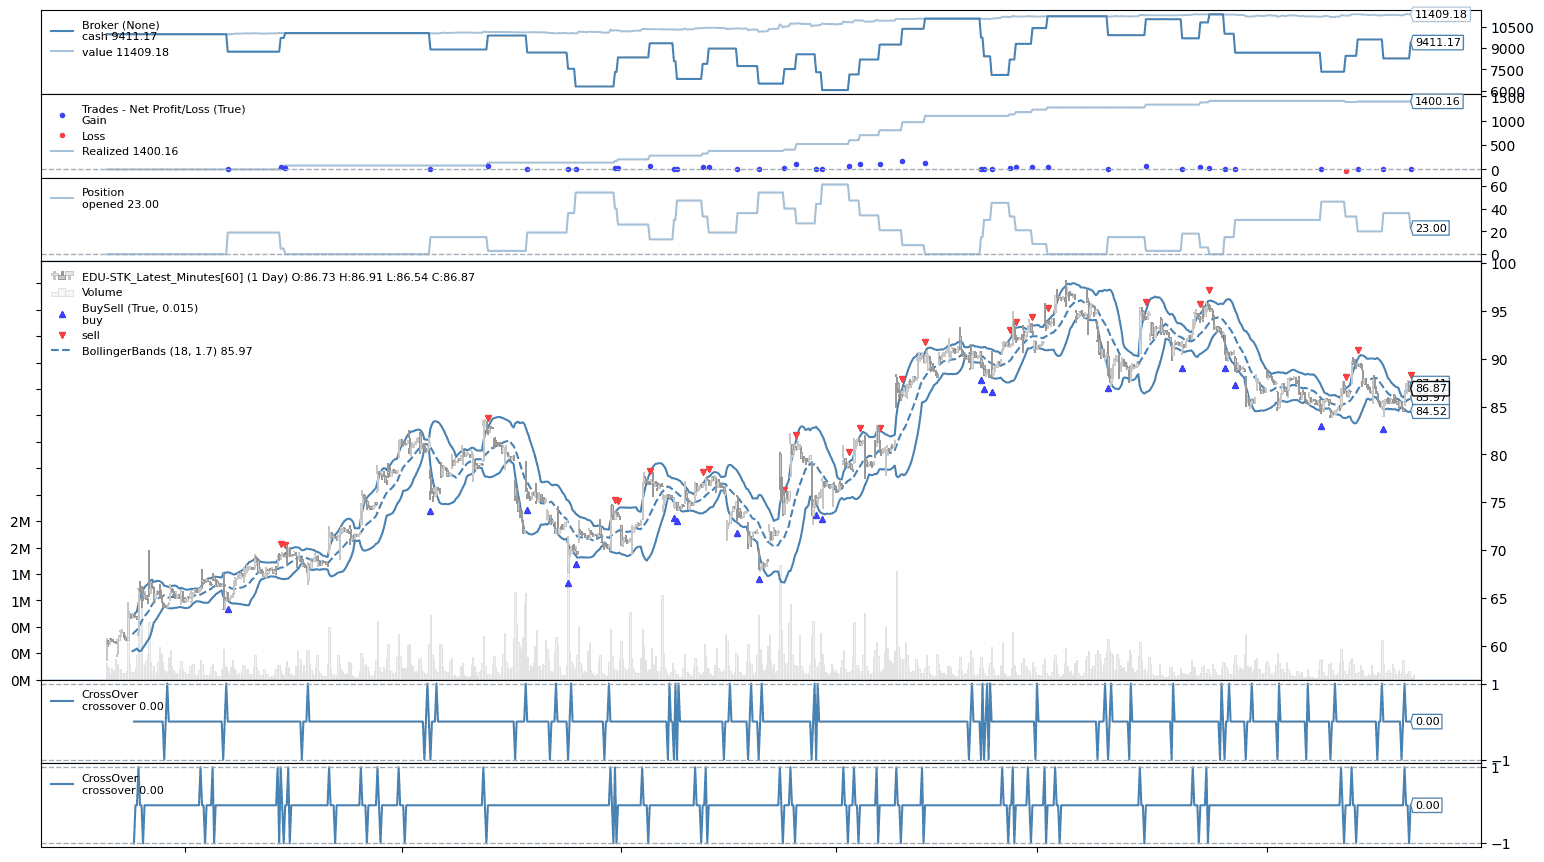 Broker (None)
cash 9411.17
value 11409.18
11409.18
10500
9411.17
9000
7500
6000
Trades - Net Profit/Loss (True)
Gain
Loss
Realized 1400.16
1500
1400.16
1000
500
0
Position
opened 23.00
60
40
23.00
20
0
EDU-STK_Latest_Minutes[60] (1 Day) O:86.73 H:86.91 L:86.54 C:86.87
Volume
BuySell (True, 0.015)
buy
sell
BollingerBands (18, 1.7) 85.97
100
95
90
86.87
85.97
85
84.52
80
75
70
65
60
2M
2M
1M
1M
0M
0M
0M
CrossOver
crossover 0.00
1
0.00
−1
CrossOver
crossover 0.00
1
0.00
−1